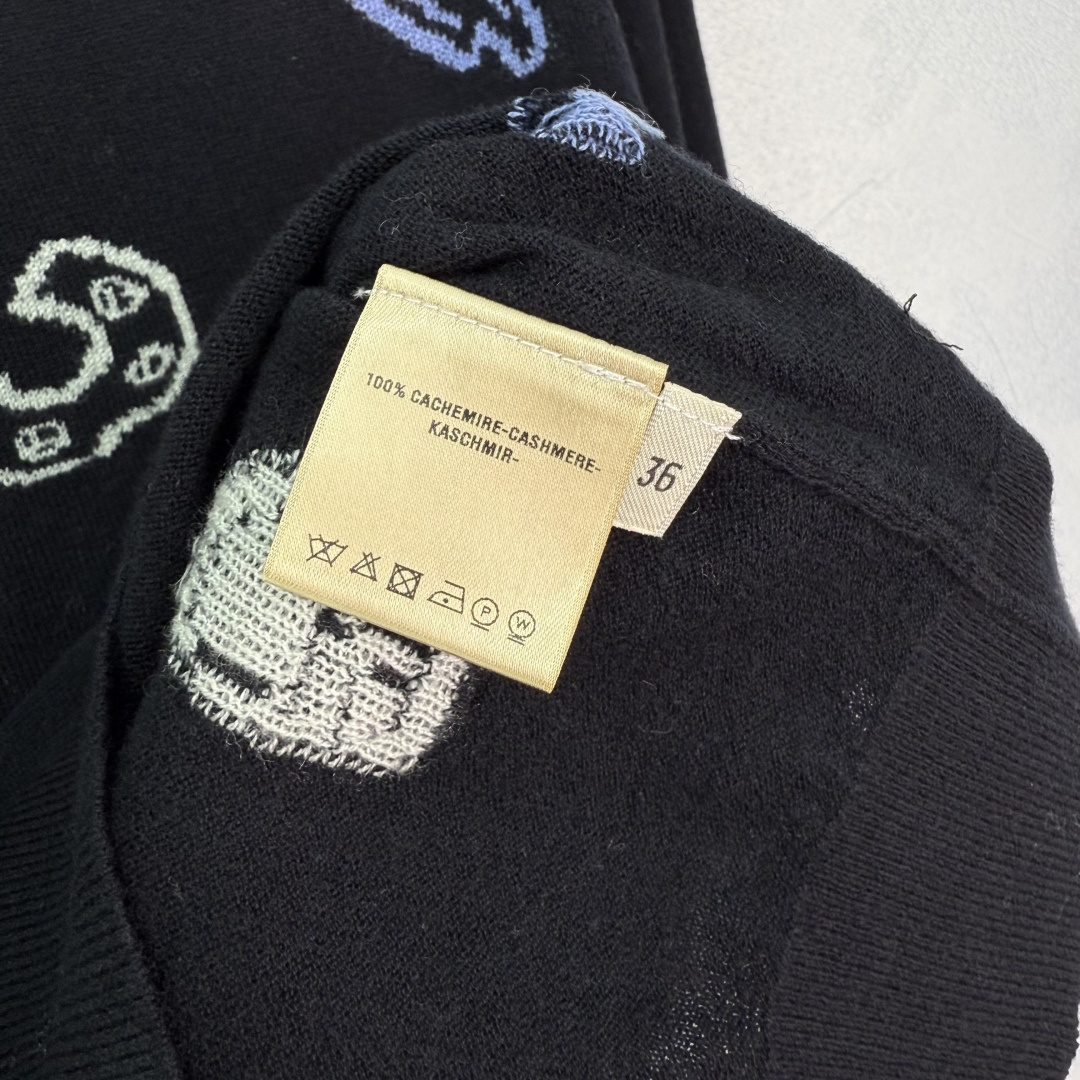 100% CACHEMIRE-CASHMERE-
KASCHMIR-
36
P
W